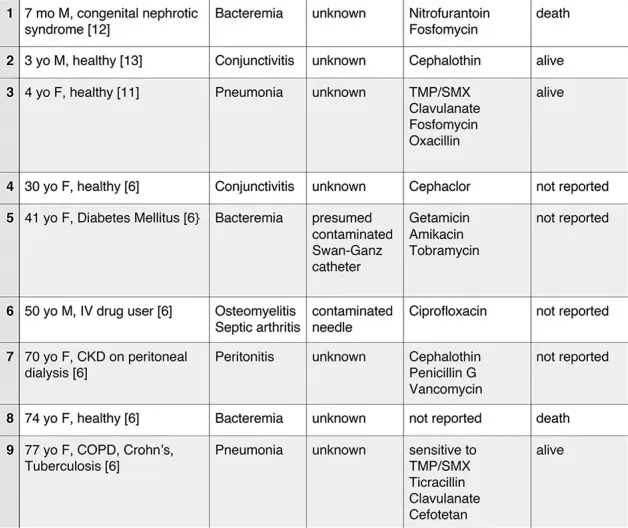 1 7 mo M, congenital nephrotic Bacteremia unknown Nitrofurantoin death
syndrome [12] Fosfomycin
2 3 yo M, healthy [13] Conjunctivitis unknown Cephalothin alive
3 4 yo F, healthy [11] Pneumonia unknown TMP/SMX alive
Clavulanate
Fosfomycin
Oxacillin
4 30 yo F, healthy [6] Conjunctivitis unknown Cephaclor not reported
5 41 yo F, Diabetes Mellitus [6} Bacteremia presumed Getamicin not reported
contaminated Amikacin
Swan-Ganz Tobramycin
catheter
6 50 yo M, IV drug user [6] Osteomyelitis contaminated Ciprofloxacin not reported
Septic arthritis needle
7 70 yo F, CKD on peritoneal Peritonitis unknown Cephalothin not reported
dialysis [6] Penicillin G
Vancomycin
8 74 yo F, healthy [6] Bacteremia unknown not reported death
9 77 yo F, COPD, Crohn's, Pneumonia unknown sensitive to alive
Tuberculosis [6] TMP/SMX
Ticracillin
Clavulanate
Cefotetan